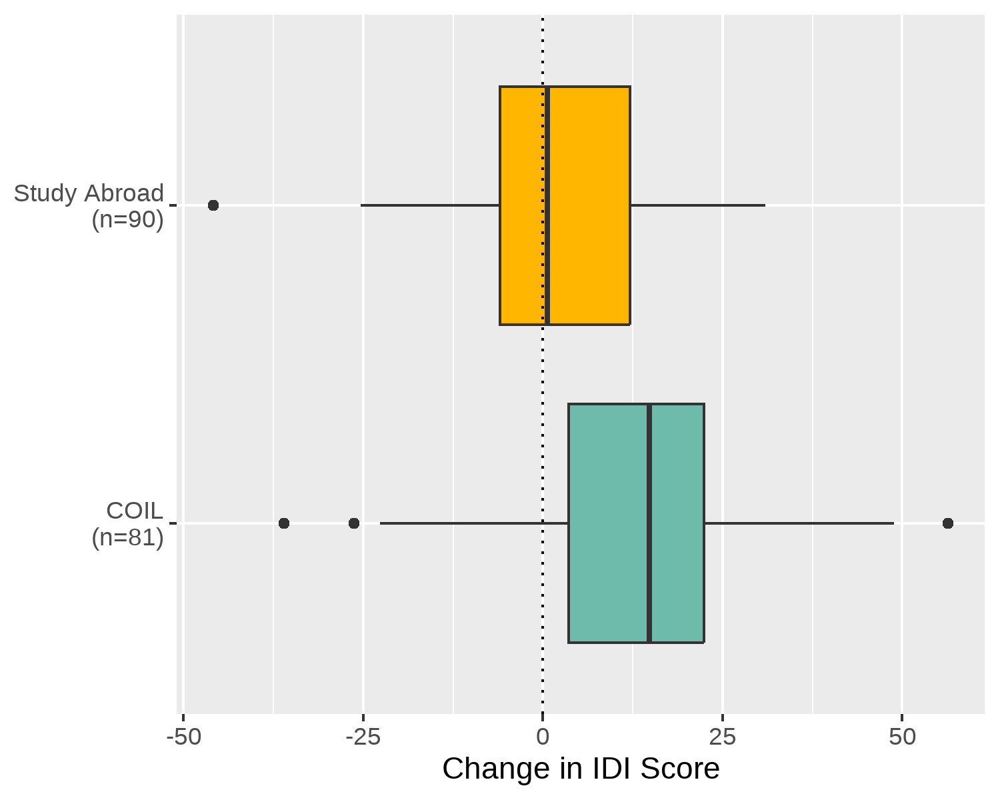 Study Abroad
(n=90)
COIL
(n=81)
-50 -25 0 25 50
Change in IDI Score